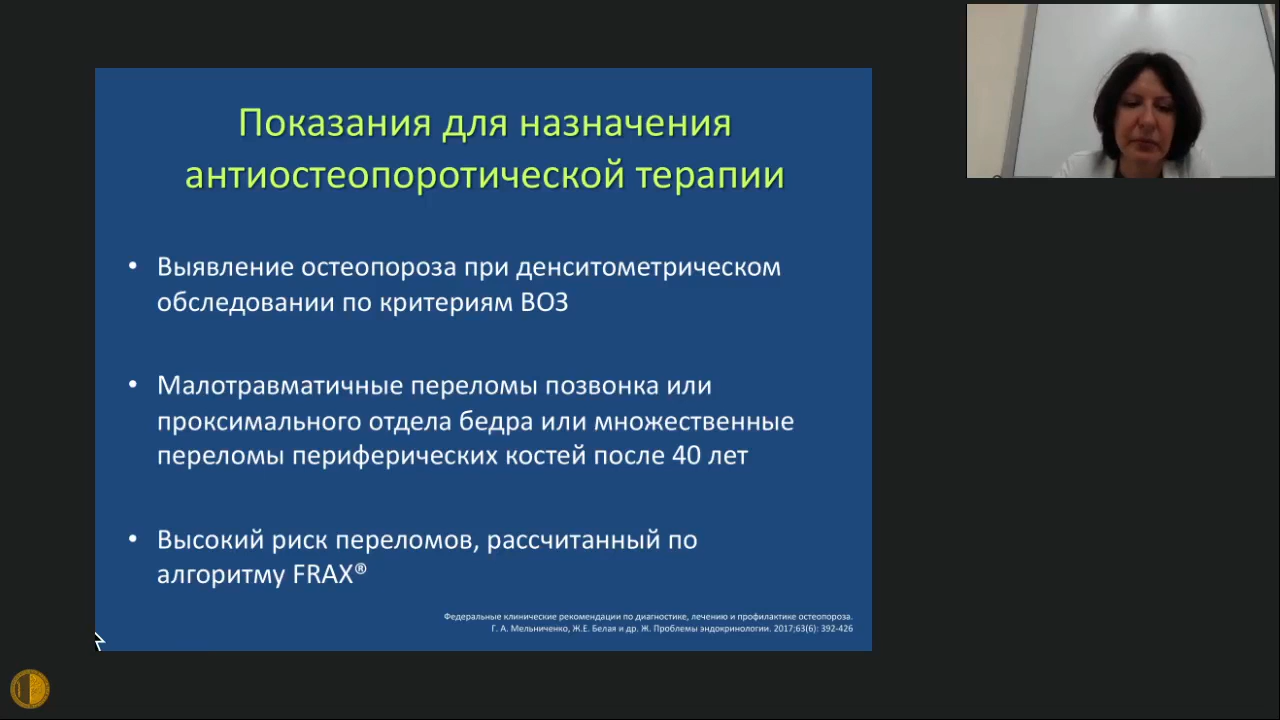 Показания для назначения
антиостеопоротической терапии
• Выявление остеопороза при денситометрическом
обследовании по критериям ВОЗ
• Малотравматичные переломы позвонка или
проксимального отдела бедра или множественные
переломы периферических костей после 40 лет
• Высокий риск переломов, рассчитанный по
алгоритму FRAX®
Федеральные клинические рекомендации по диагностике, лечению и профилактике остеопороза.
Г. А. Мельниченко, Ж.Е. Белая и др. Ж. Проблемы эндокринологии. 2017;63(6): 392-426